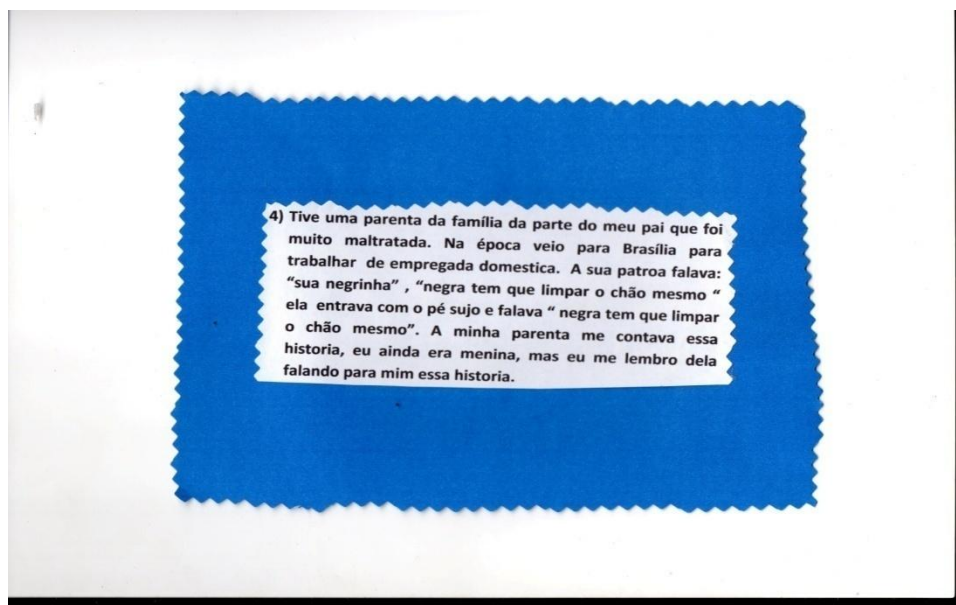 4) Tive uma parenta da família da parte do meu pai que foi
muito maltratada. Na época veio para Brasília para
trabalhar de empregada domestica. A sua patroa falava:
“sua negrinha” , “negra tem que limpar o chão mesmo “
ela entrava com o pé sujo e falava “ negra tem que limpar
o chão mesmo”. A minha parenta me contava essa
historia, eu ainda era menina, mas eu me lembro dela
falando para mim essa historia.